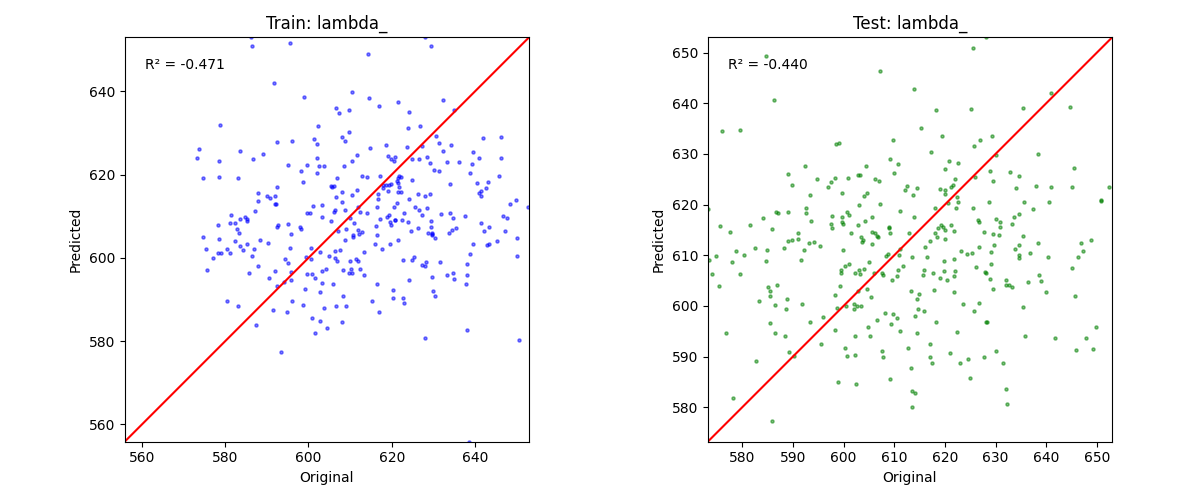 Train: lambda_
R² = -0.471
640
620
600
580
560
560 580 600 620 640
Predicted
Original
Test: lambda_
R² = -0.440
650
640
630
620
610
600
590
580
580 590 600 610 620 630 640 650
Predicted
Original